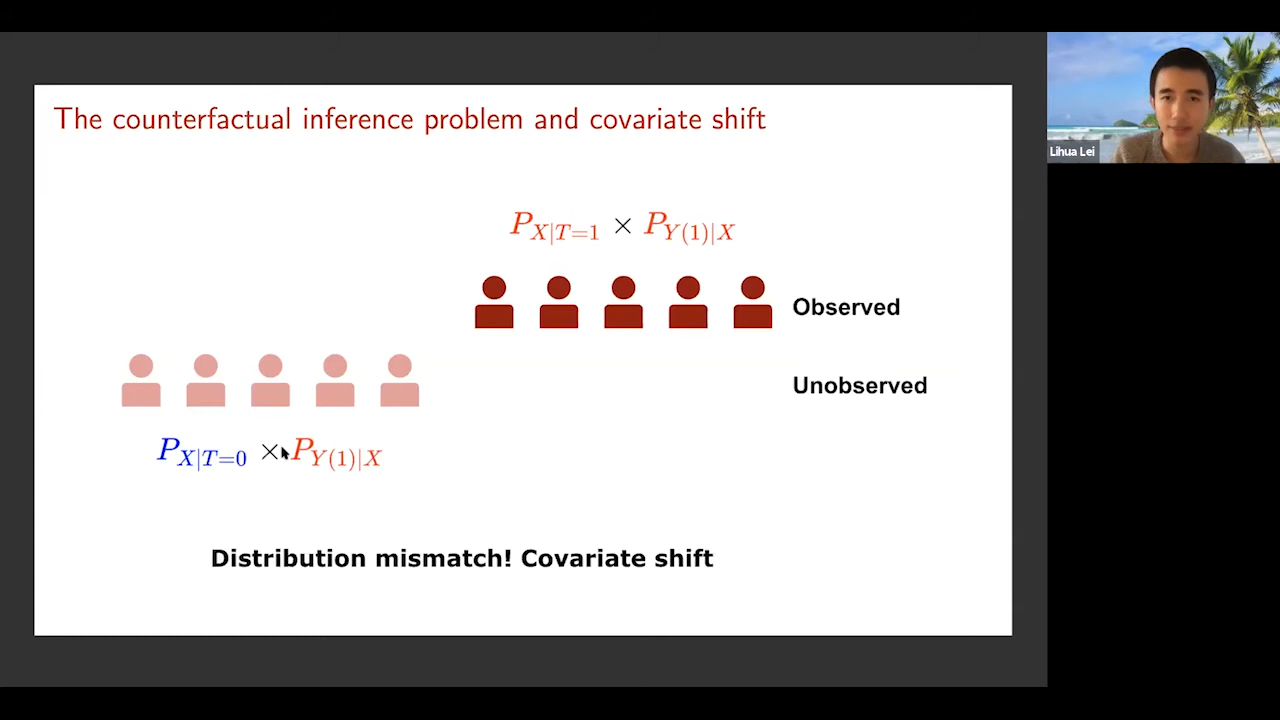 The counterfactual inference problem and covariate shift
Lihua Lei
P_{X|T=1} × P_{Y(1)|X}
Observed
Unobserved
P_{X|T=0} × P_{Y(1)|X}
Distribution mismatch! Covariate shift